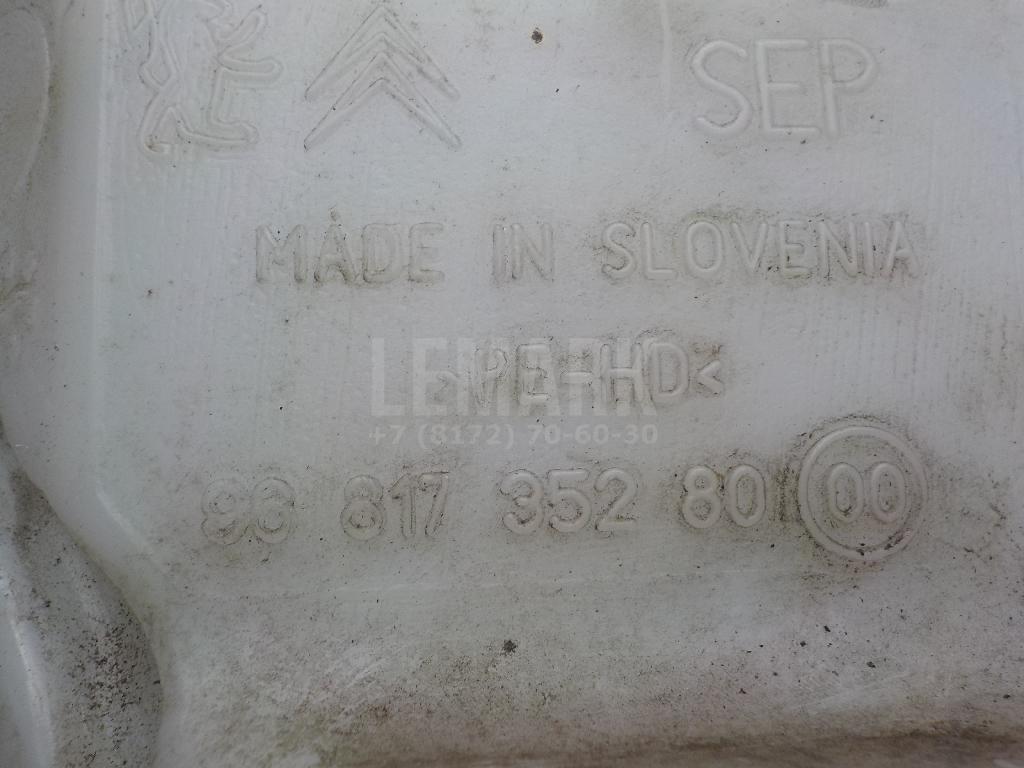 SEP
MADE IN SLOVENIA
>PE-HD<
LEMARK
+7 (8172) 70-60-30
96 817 352 80 00